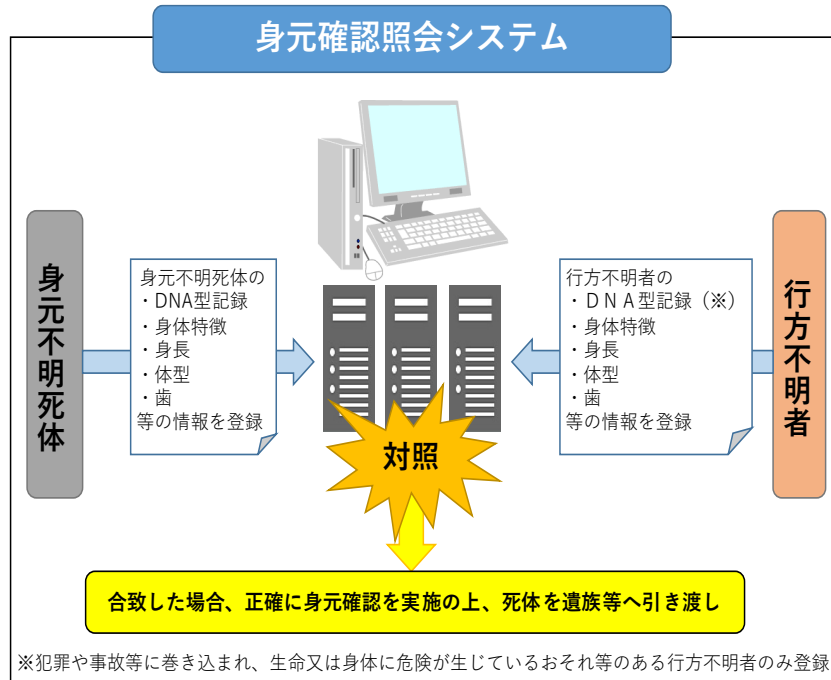 身元確認照会システム
身元不明死体
身元不明死体の
・DNA型記録
・身体特徴
・身長
・体型
・歯
等の情報を登録
行方不明者の
・ＤＮＡ型記録（※）
・身体特徴
・身長
・体型
・歯
等の情報を登録
行方不明者
対照
合致した場合、正確に身元確認を実施の上、死体を遺族等へ引き渡し
※犯罪や事故等に巻き込まれ、生命又は身体に危険が生じているおそれ等のある行方不明者のみ登録